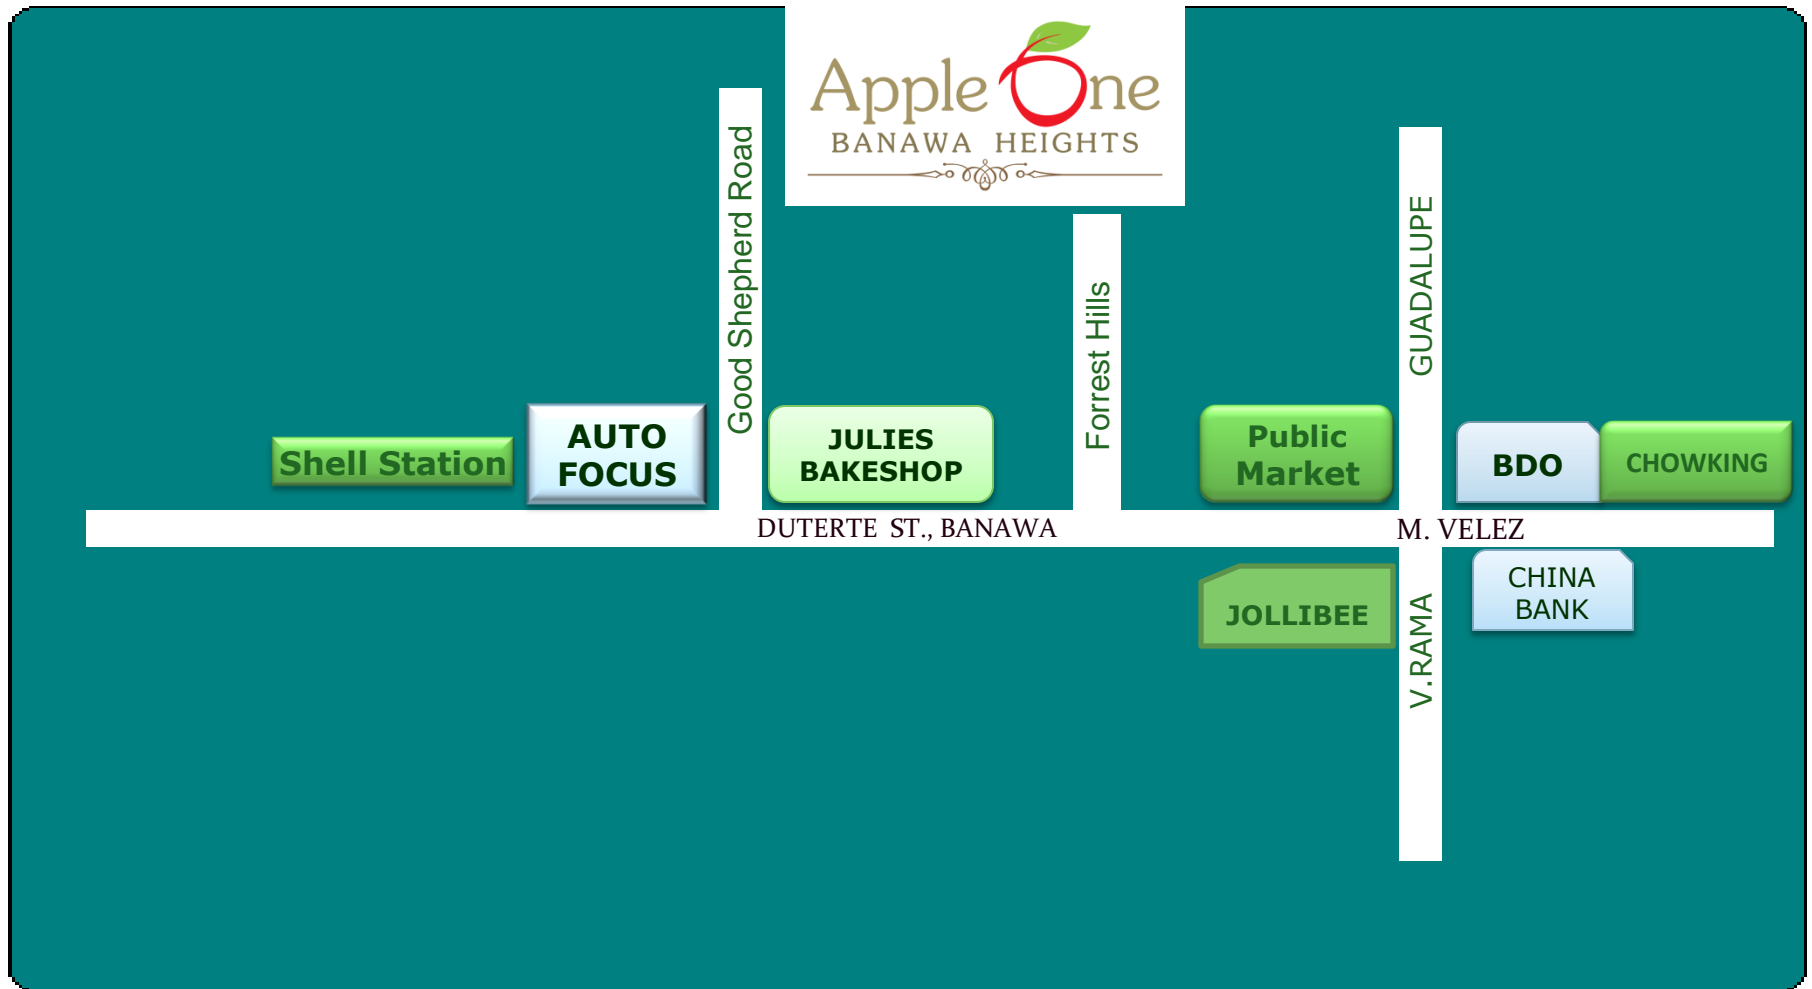 Apple One
BANAWA HEIGHTS
Good Shepherd Road
Forrest Hills
GUADALUPE
Shell Station
AUTO
FOCUS
JULIES
BAKESHOP
Public
Market
BDO
CHOWKING
DUTERTE ST., BANAWA
M. VELEZ
JOLLIBEE
V.RAMA
CHINA
BANK